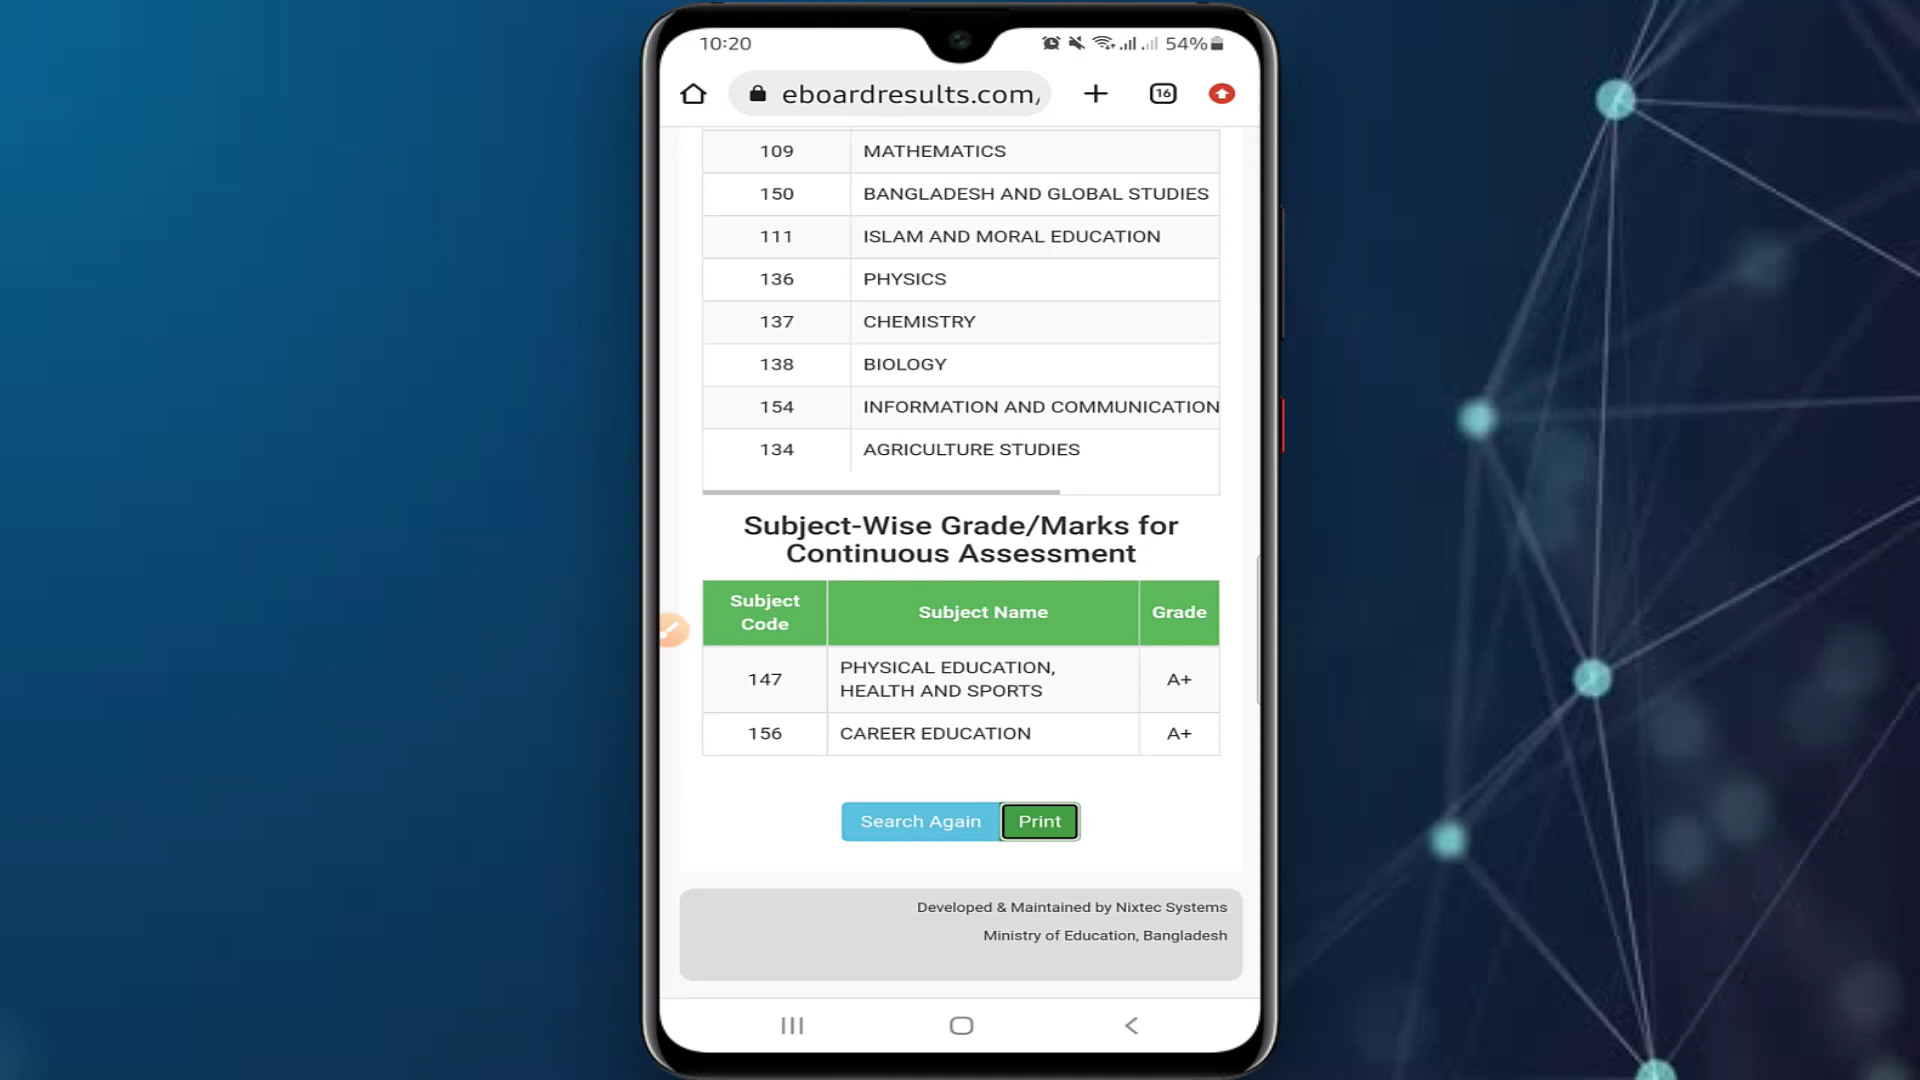 10:20
54%
eboardresults.com/
16
109 MATHEMATICS
150 BANGLADESH AND GLOBAL STUDIES
111 ISLAM AND MORAL EDUCATION
136 PHYSICS
137 CHEMISTRY
138 BIOLOGY
154 INFORMATION AND COMMUNICATION
134 AGRICULTURE STUDIES
Subject-Wise Grade/Marks for
Continuous Assessment
Subject
Code
Subject Name
Grade
147
PHYSICAL EDUCATION,
HEALTH AND SPORTS
A+
156 CAREER EDUCATION A+
Search Again Print
Developed & Maintained by Nixtec Systems
Ministry of Education, Bangladesh